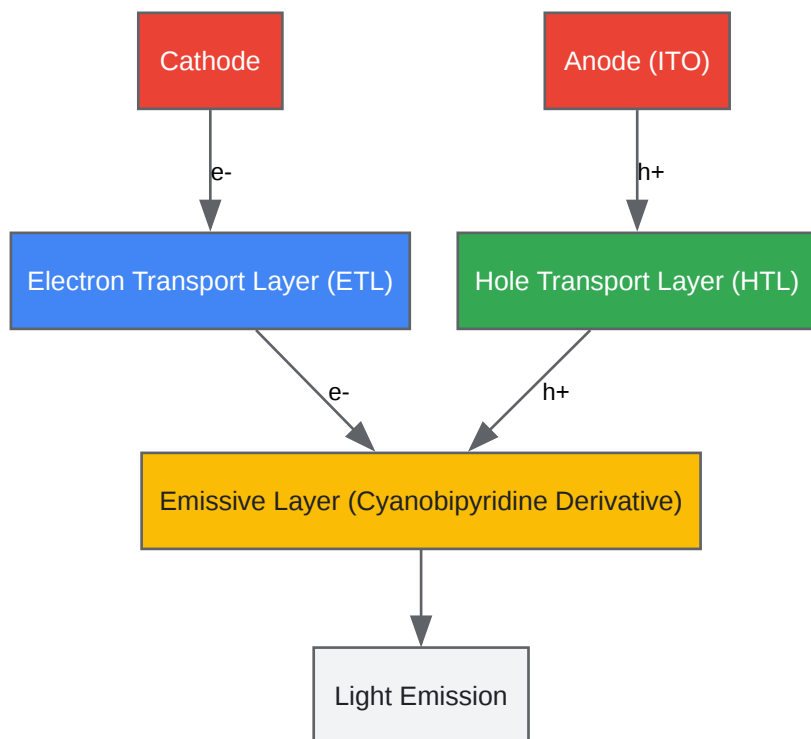 Cathode
Anode (ITO)
e-
h+
Electron Transport Layer (ETL)
Hole Transport Layer (HTL)
e-
h+
Emissive Layer (Cyanobipyridine Derivative)
Light Emission